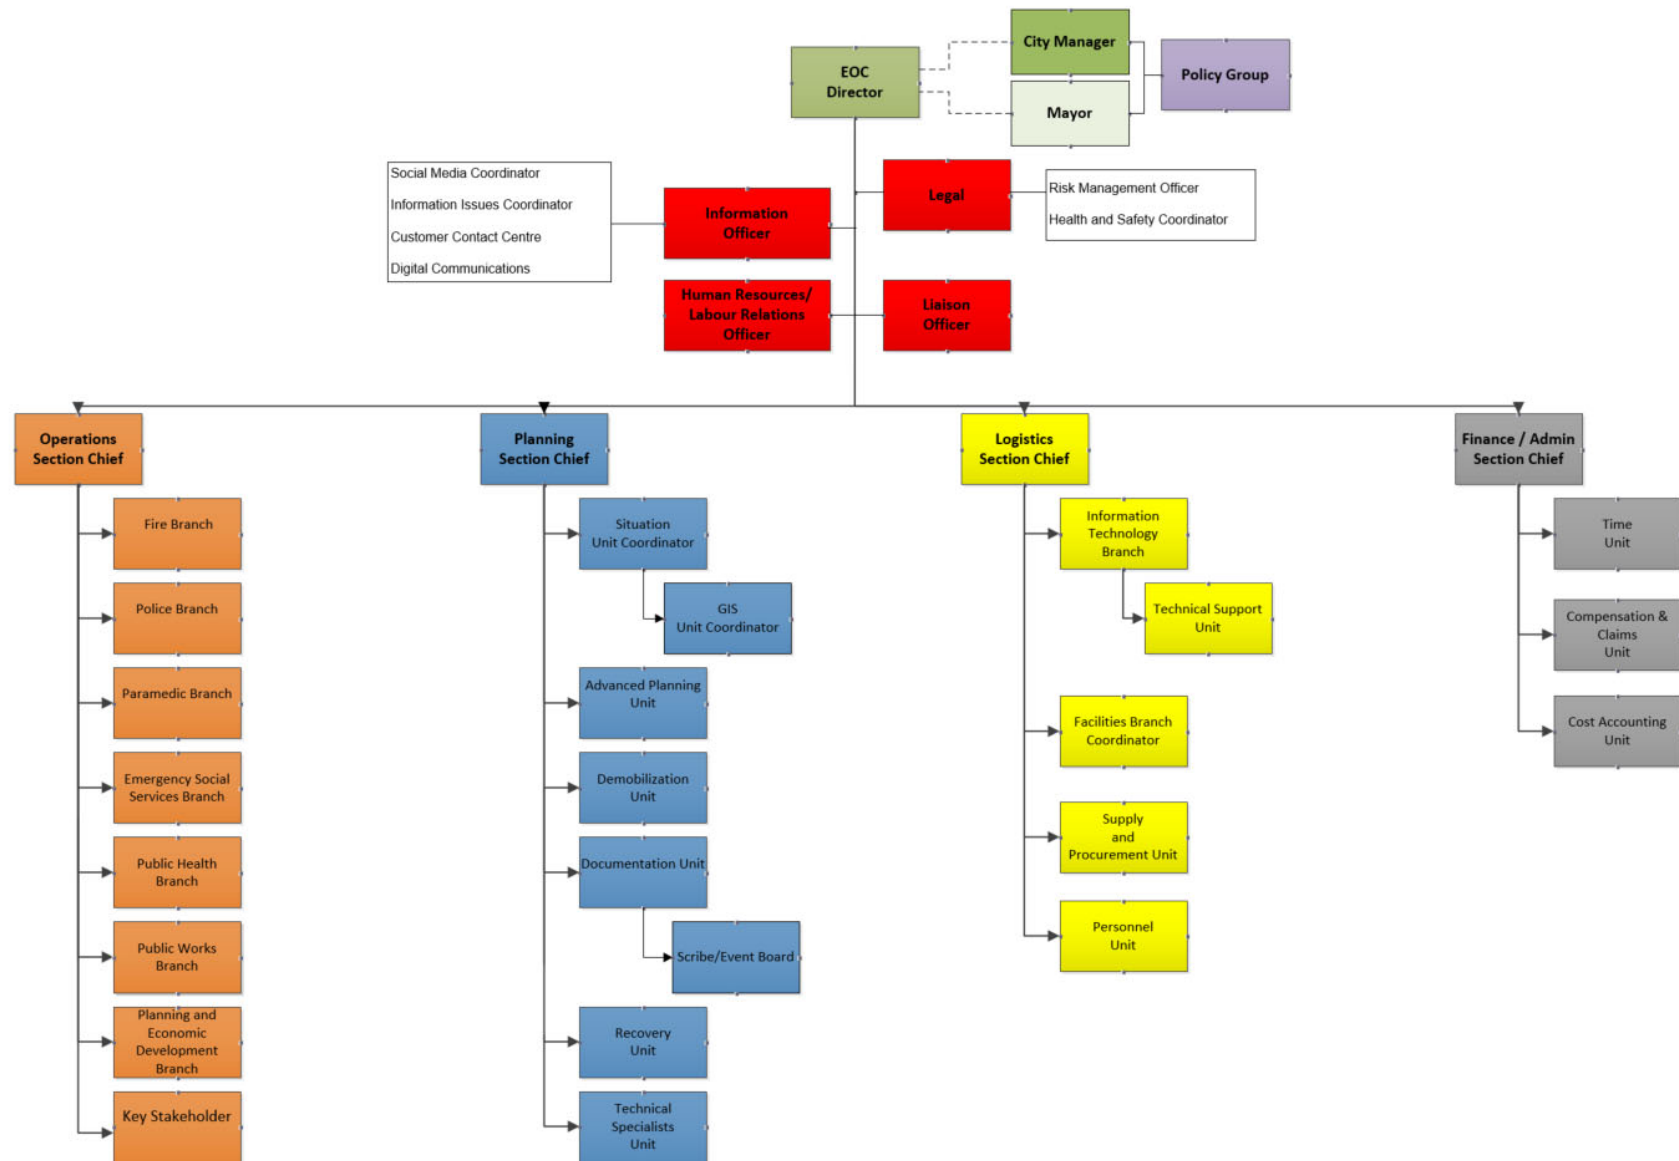 City Manager
EOC
Director
Policy Group
Mayor
Social Media Coordinator
Information Issues Coordinator
Customer Contact Centre
Digital Communications
Information
Officer
Legal
Risk Management Officer
Health and Safety Coordinator
Human Resources/
Labour Relations
Officer
Liaison
Officer
Operations
Section Chief
Fire Branch
Police Branch
Paramedic Branch
Emergency Social
Services Branch
Public Health
Branch
Public Works
Branch
Planning and
Economic
Development
Branch
Key Stakeholder
Planning
Section Chief
Situation
Unit Coordinator
GIS
Unit Coordinator
Advanced Planning
Unit
Demobilization
Unit
Documentation Unit
Scribe/Event Board
Recovery
Unit
Technical
Specialists
Unit
Logistics
Section Chief
Information
Technology
Branch
Technical Support
Unit
Facilities Branch
Coordinator
Supply
and
Procurement Unit
Personnel
Unit
Finance / Admin
Section Chief
Time
Unit
Compensation &
Claims
Unit
Cost Accounting
Unit